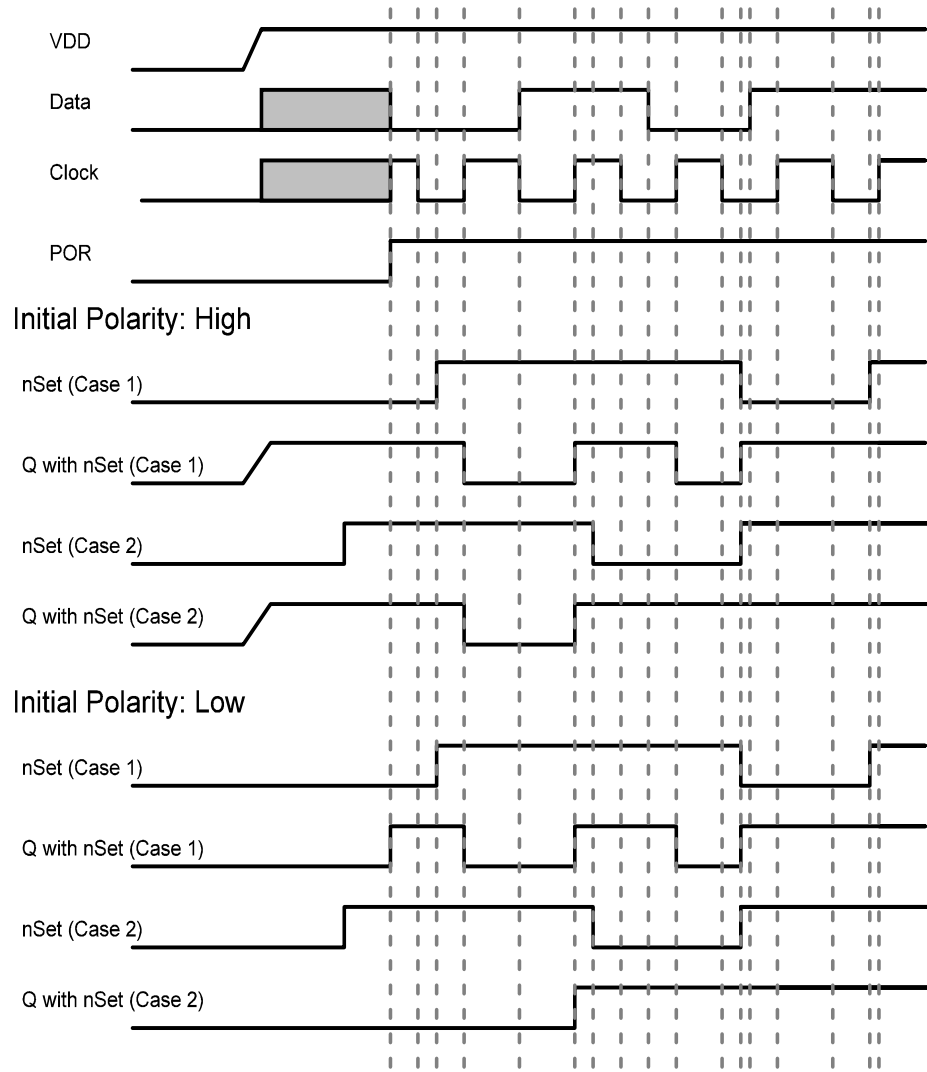 VDD
Data
Clock
POR
Initial Polarity: High
nSet (Case 1)
Q with nSet (Case 1)
nSet (Case 2)
Q with nSet (Case 2)
Initial Polarity: Low
nSet (Case 1)
Q with nSet (Case 1)
nSet (Case 2)
Q with nSet (Case 2)